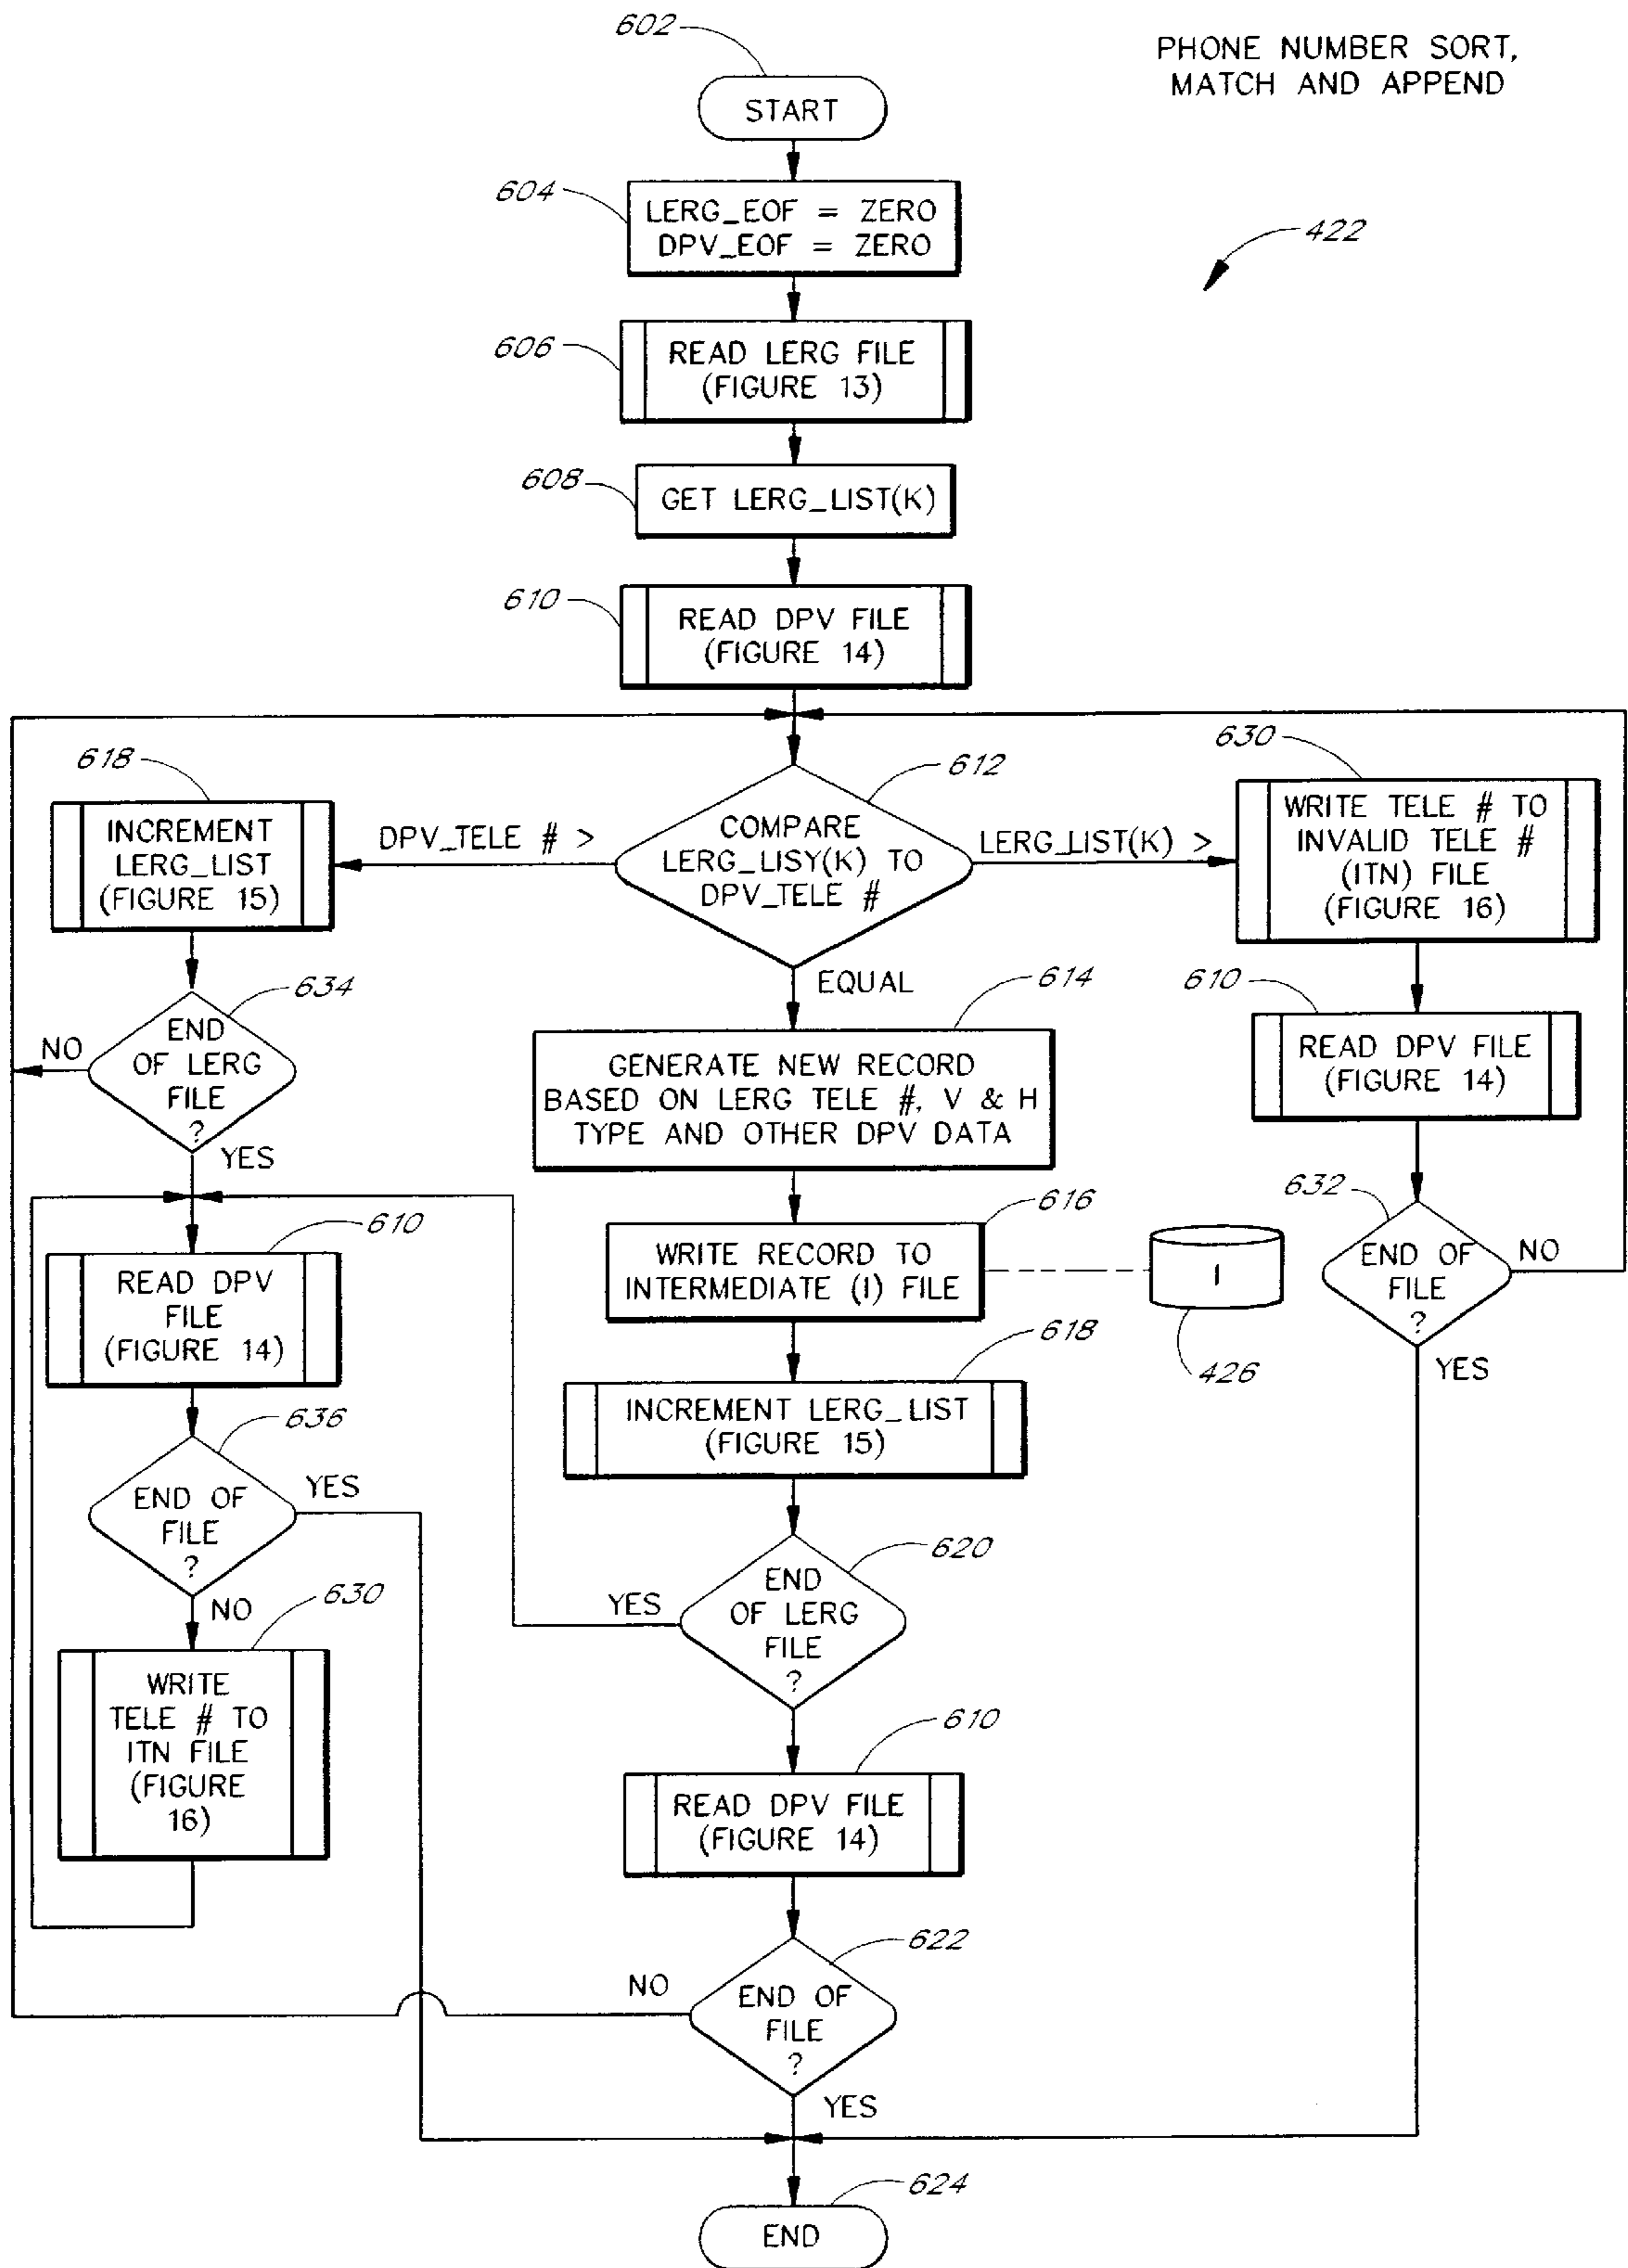 602
PHONE NUMBER SORT,
MATCH AND APPEND
START
604
LERG_EOF = ZERO
DPV_EOF = ZERO
422
606
READ LERG FILE
(FIGURE 13)
608
GET LERG_LIST(K)
610
READ DPV FILE
(FIGURE 14)
618
INCREMENT
LERG_LIST
(FIGURE 15)
DPV_TELE # >
612
COMPARE
LERG_LISY(K) TO
DPV_TELE #
LERG_LIST(K) >
630
WRITE TELE # TO
INVALID TELE #
(ITN) FILE
(FIGURE 16)
EQUAL
634
END
OF LERG
FILE
?
NO
YES
614
GENERATE NEW RECORD
BASED ON LERG TELE #, V & H
TYPE AND OTHER DPV DATA
610
READ DPV FILE
(FIGURE 14)
632
END OF
FILE
?
NO
YES
610
READ DPV
FILE
(FIGURE 14)
616
WRITE RECORD TO
INTERMEDIATE (I) FILE
I
426
618
INCREMENT LERG_LIST
(FIGURE 15)
636
END OF
FILE
?
YES
NO
620
END
OF LERG
FILE
?
YES
630
WRITE
TELE # TO
ITN FILE
(FIGURE
16)
610
READ DPV FILE
(FIGURE 14)
622
END OF
FILE
?
NO
YES
624
END